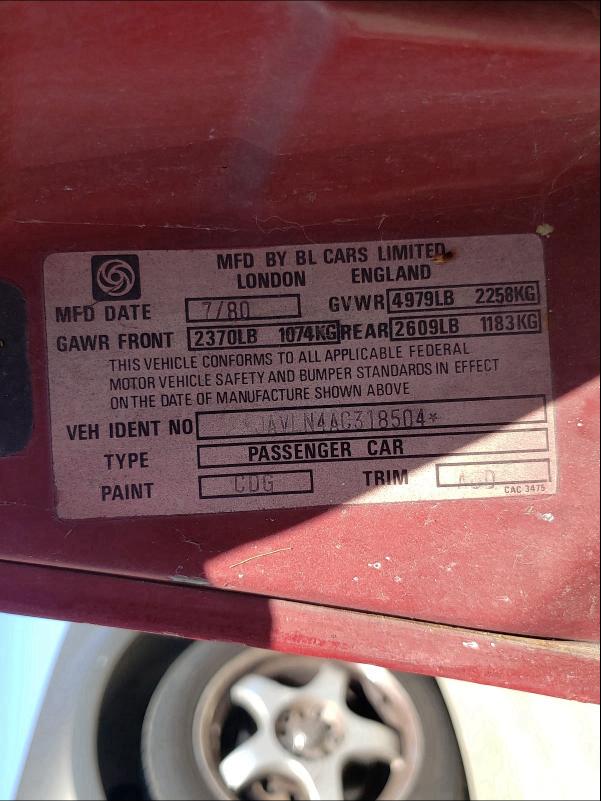 MFD BY BL CARS LIMITED
LONDON ENGLAND
MFD DATE 7/80 GVWR 4979LB 2258KG
GAWR FRONT 2370LB 1074KG REAR 2609LB 1183KG
THIS VEHICLE CONFORMS TO ALL APPLICABLE FEDERAL
MOTOR VEHICLE SAFETY AND BUMPER STANDARDS IN EFFECT
ON THE DATE OF MANUFACTURE SHOWN ABOVE
VEH IDENT NO
TYPE PASSENGER CAR
PAINT CDG TRIM
CAC 3475